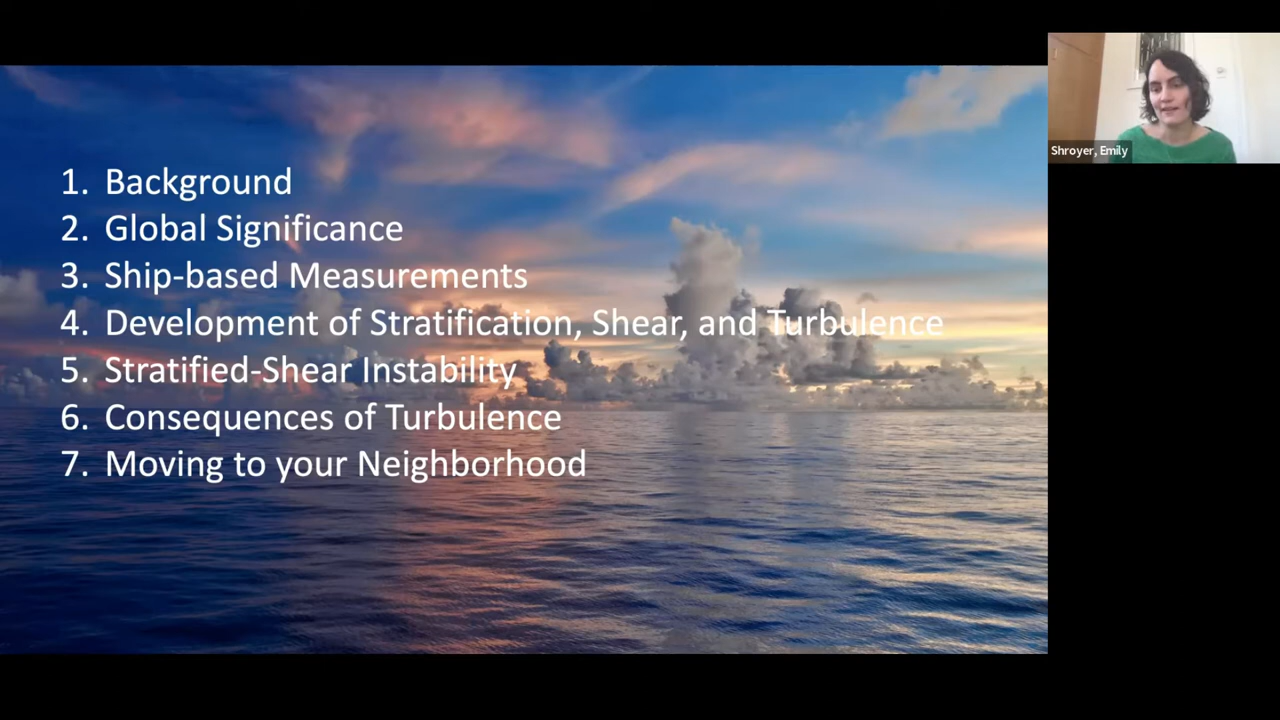 1. Background
2. Global Significance
3. Ship-based Measurements
4. Development of Stratification, Shear, and Turbulence
5. Stratified-Shear Instability
6. Consequences of Turbulence
7. Moving to your Neighborhood
Shroyer, Emily